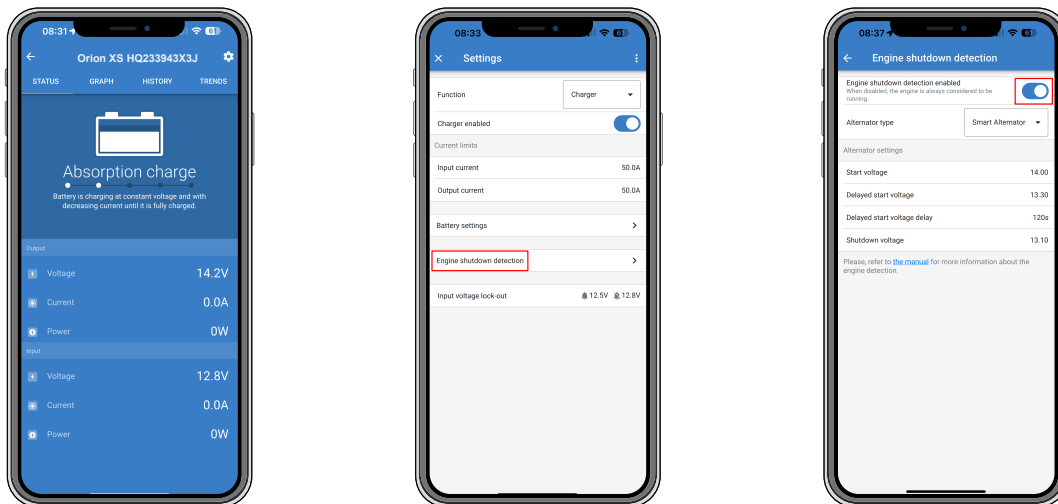 08:31
61
Orion XS HQ233943X3J
STATUS GRAPH HISTORY TRENDS
Absorption charge
Battery is charging at constant voltage and with
decreasing current until it is fully charged.
Output
Voltage 14.2V
Current 0.0A
Power 0W
Input
Voltage 12.8V
Current 0.0A
Power 0W
08:33
61
Settings
Function Charger
Charger enabled
Current limits
Input current 50.0A
Output current 50.0A
Battery settings
Engine shutdown detection
Input voltage lock-out 12.5V 12.8V
08:37
61
Engine shutdown detection
Engine shutdown detection enabled
When disabled, the engine is always considered to be
running.
Alternator type Smart Alternator
Alternator settings
Start voltage 14.00
Delayed start voltage 13.30
Delayed start voltage delay 120s
Shutdown voltage 13.10
Please, refer to the manual for more information about the
engine detection.